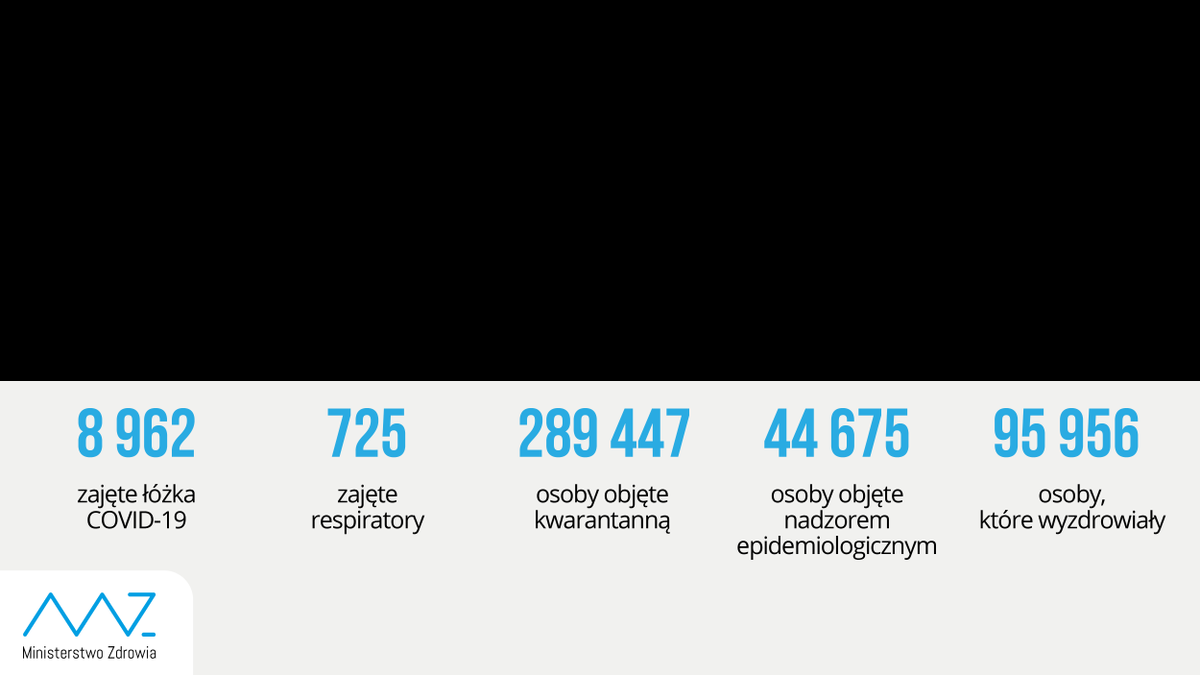 8 962
725
289 447
44 675
95 956
zajęte łóżka
COVID-19
zajęte
respiratory
osoby objęte
kwarantanną
osoby objęte
nadzorem
epidemiologicznym
osoby,
które wyzdrowiały
Ministerstwo Zdrowia